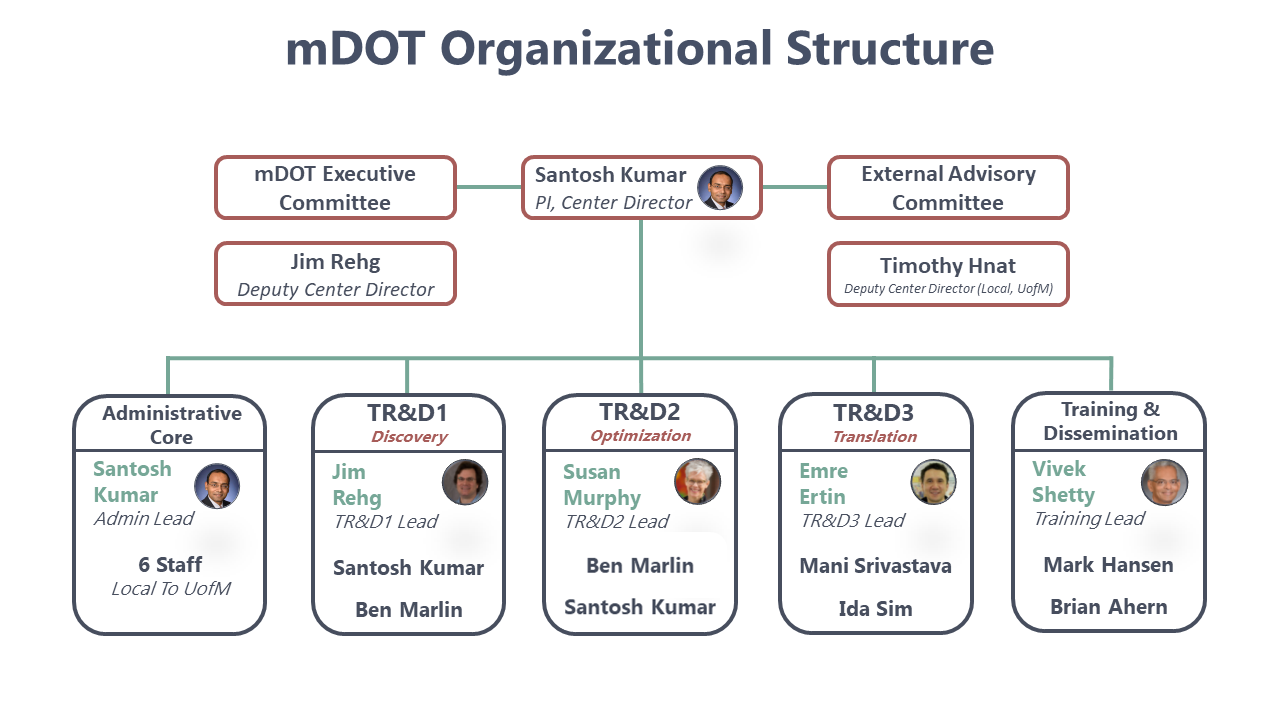 mDOT Organizational Structure
mDOT Executive
Committee
Santosh Kumar
PI, Center Director
External Advisory
Committee
Jim Rehg
Deputy Center Director
Timothy Hnat
Deputy Center Director (Local, UofM)
Administrative
Core
Santosh
Kumar
Admin Lead
6 Staff
Local To UofM
TR&D1
Discovery
Jim
Rehg
TR&D1 Lead
Santosh Kumar
Ben Marlin
TR&D2
Optimization
Susan
Murphy
TR&D2 Lead
Ben Marlin
Santosh Kumar
TR&D3
Translation
Emre
Ertin
TR&D3 Lead
Mani Srivastava
Ida Sim
Training &
Dissemination
Vivek
Shetty
Training Lead
Mark Hansen
Brian Ahern